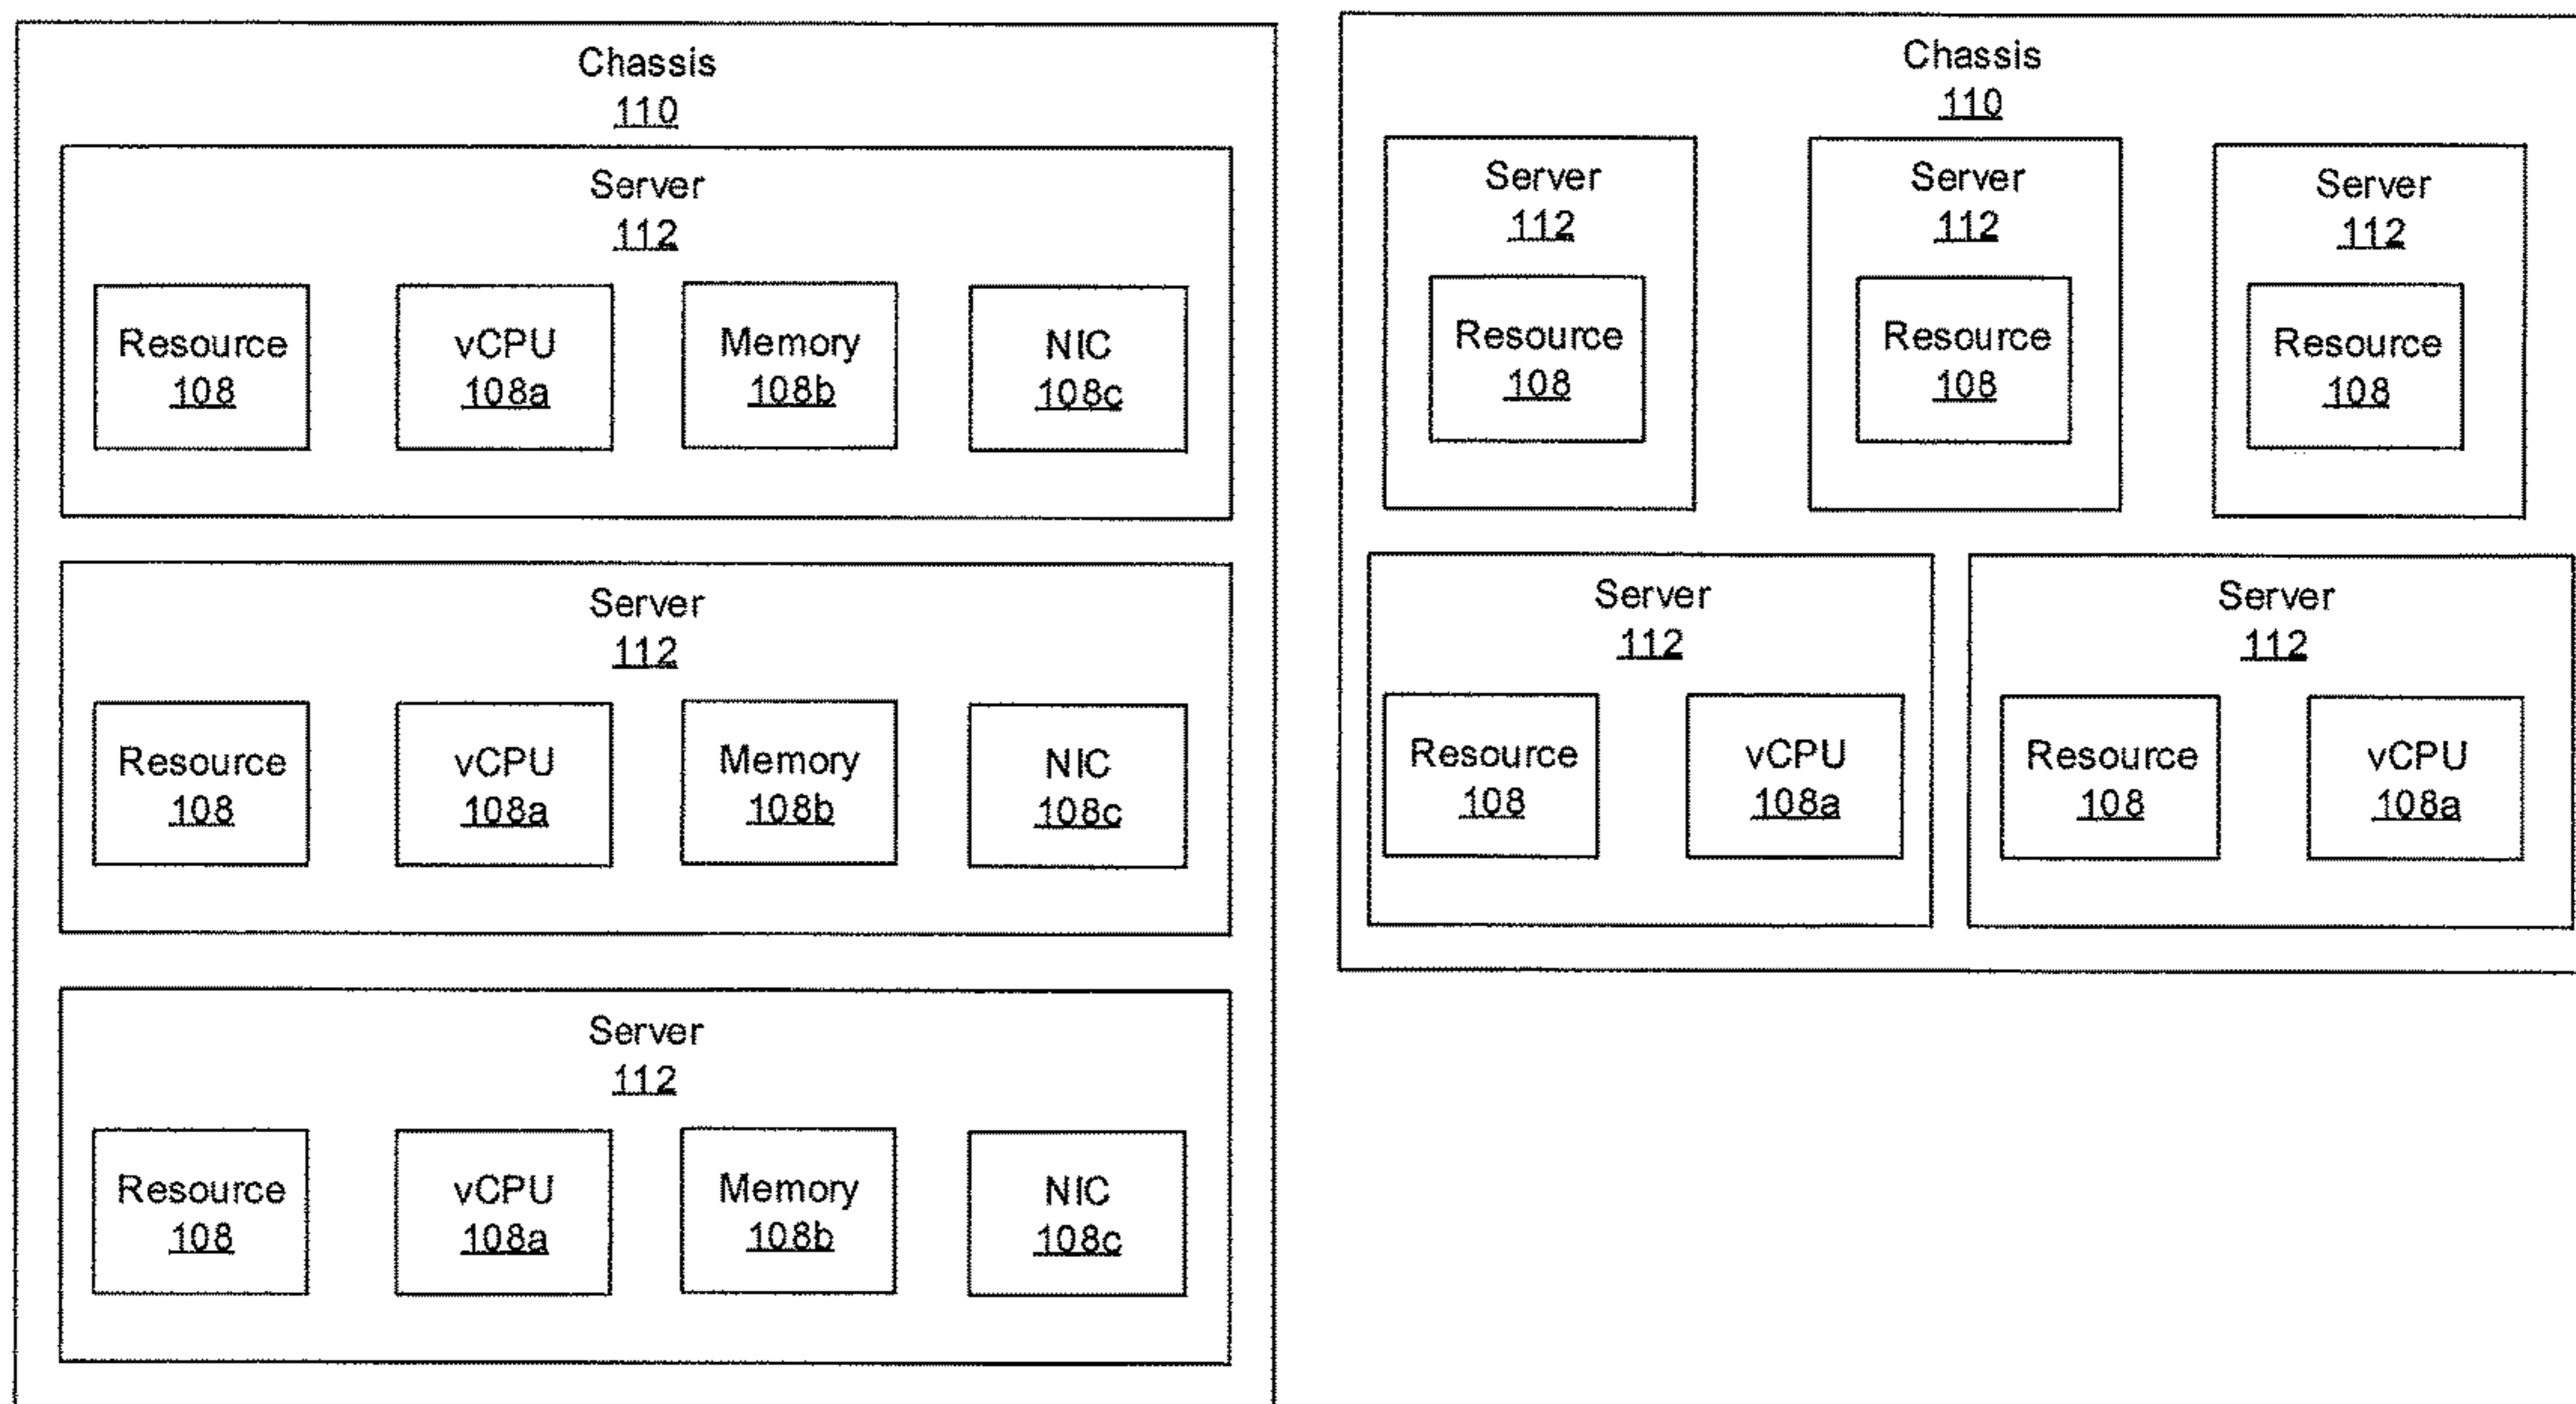 Chassis
110
Server
112
Resource
108
vCPU
108a
Memory
108b
NIC
108c
Server
112
Resource
108
vCPU
108a
Memory
108b
NIC
108c
Server
112
Resource
108
vCPU
108a
Memory
108b
NIC
108c
Chassis
110
Server
112
Resource
108
Server
112
Resource
108
Server
112
Resource
108
Server
112
Resource
108
vCPU
108a
Server
112
Resource
108
vCPU
108a